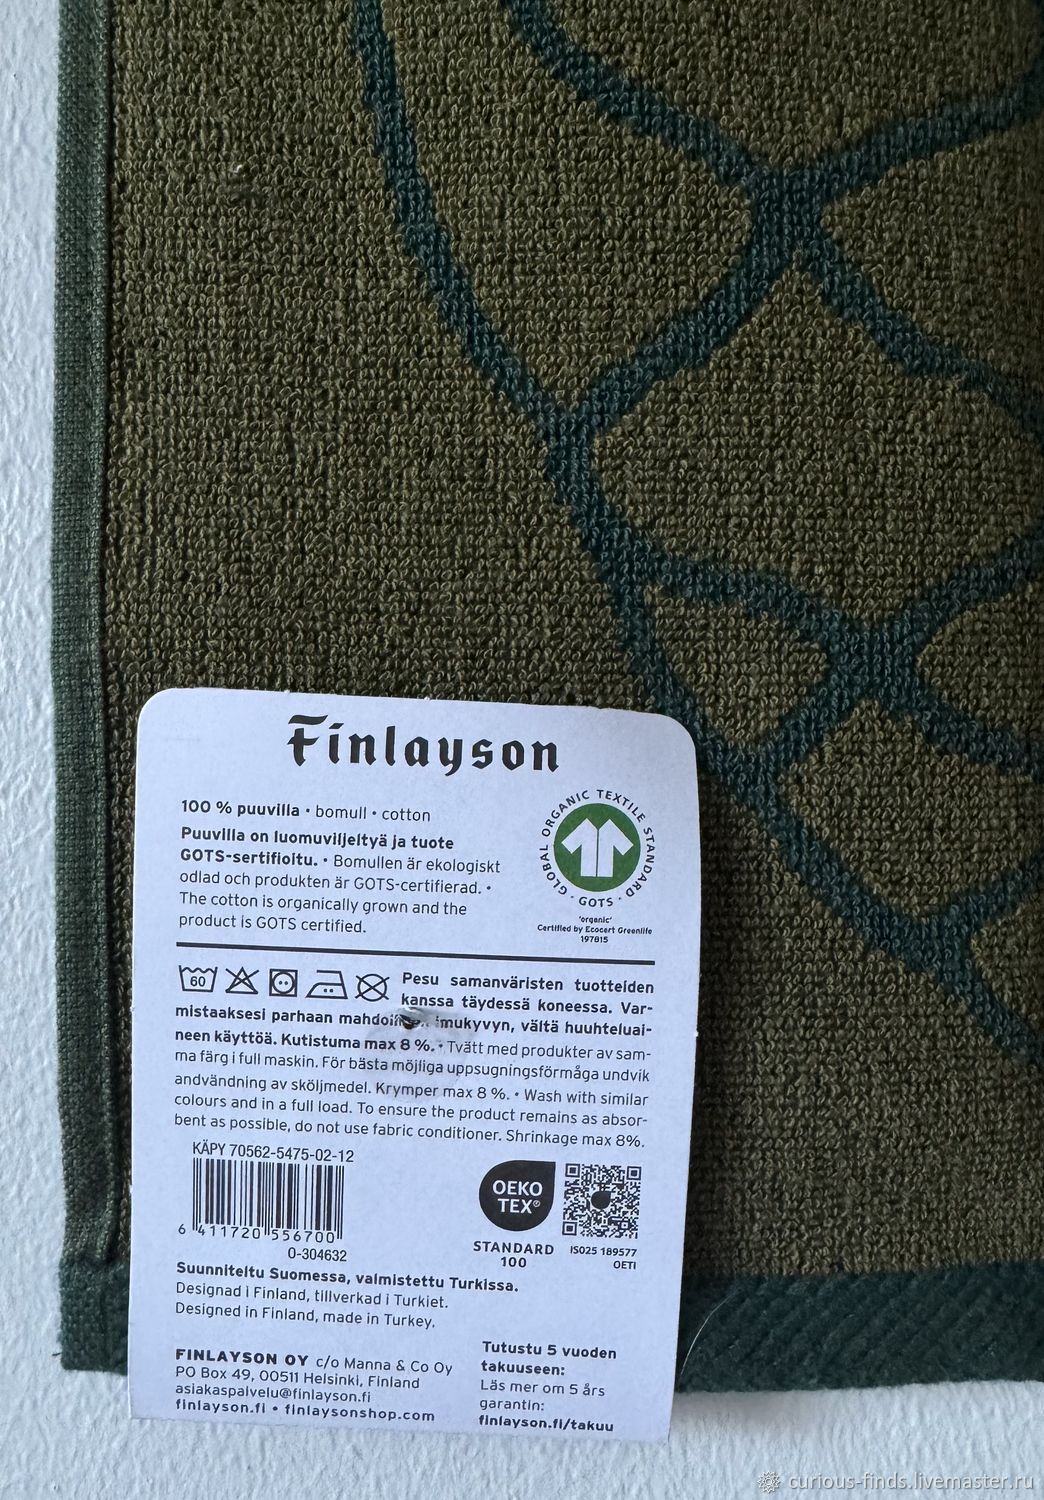 Finlayson
100 % puuvilla • bomull • cotton
Puuvilla on luomuviljeltyä ja tuote
GOTS-sertifioitu. • Bomullen är ekologiskt
odlad och produkten är GOTS-certifierad. •
The cotton is organically grown and the
product is GOTS certified.
GLOBAL ORGANIC TEXTILE STANDARD
· GOTS ·
'organic'
Certified by Ecocert Greenlife
197815
60
Pesu samanväristen tuotteiden
kanssa täydessä koneessa. Var-
mistaaksesi parhaan imukyvyn, vältä huuhteluai-
neen käyttöä. Kutistuma max 8 %. • Tvätt med produkter av sam-
ma färg i full maskin. För bästa möjliga uppsugningsförmåga undvik
användning av sköljmedel. Krymper max 8 %. • Wash with similar
colours and in a full load. To ensure the product remains as absor-
bent as possible, do not use fabric conditioner. Shrinkage max 8%.
KÄPY 70562-5475-02-12
6 411720 556700
0-304632
OEKO
TEX®
STANDARD
100
IS025 189577
OETI
Suunniteltu Suomessa, valmistettu Turkissa.
Designad i Finland, tillverkad i Turkiet.
Designed in Finland, made in Turkey.
FINLAYSON OY c/o Manna & Co Oy
PO Box 49, 00511 Helsinki, Finland
asiakaspalvelu@finlayson.fi
finlayson.fi • finlaysonshop.com
Tutustu 5 vuoden
takuuseen:
Läs mer om 5 års
garantin:
finlayson.fi/takuu
curious-finds.livemaster.ru